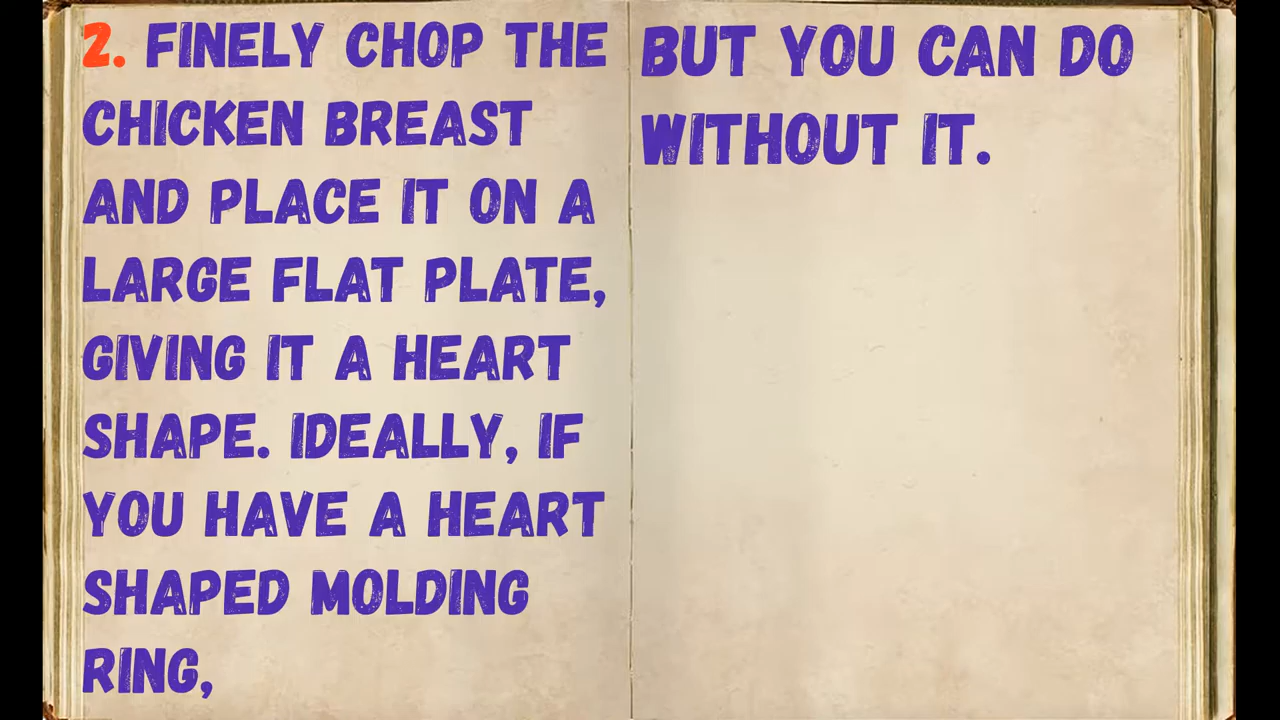 2. FINELY CHOP THE
CHICKEN BREAST
AND PLACE IT ON A
LARGE FLAT PLATE,
GIVING IT A HEART
SHAPE. IDEALLY, IF
YOU HAVE A HEART
SHAPED MOLDING
RING,
BUT YOU CAN DO
WITHOUT IT.